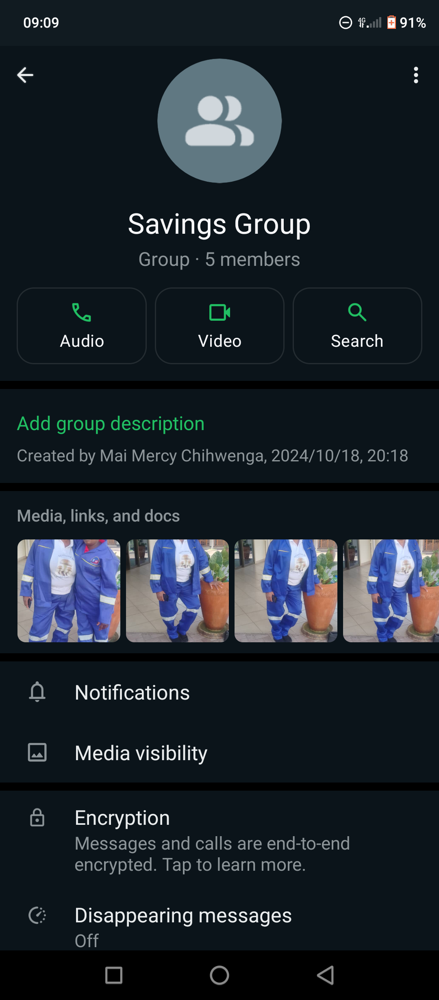 09:09
4G
91%
Savings Group
Group · 5 members
Audio
Video
Search
Add group description
Created by Mai Mercy Chihwenga, 2024/10/18, 20:18
Media, links, and docs
Notifications
Media visibility
Encryption
Messages and calls are end-to-end
encrypted. Tap to learn more.
Disappearing messages
Off